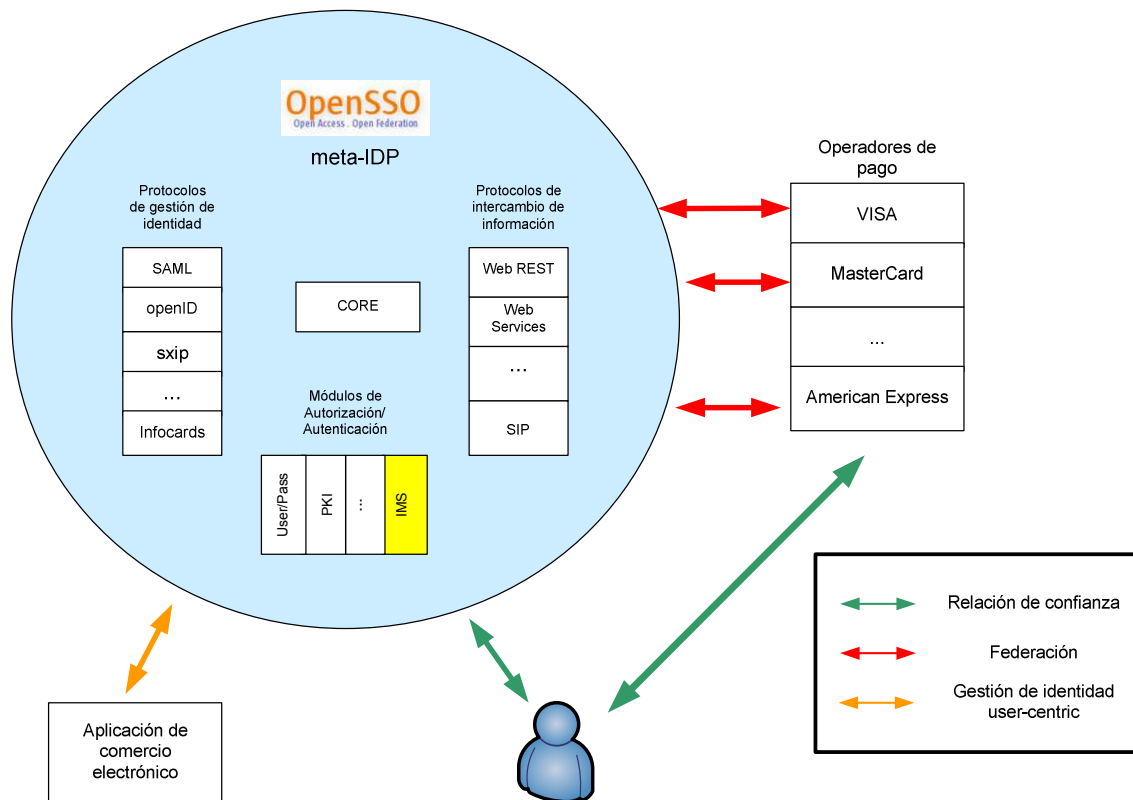 OpenSSO
Open Access . Open Federation
meta-IDP
Protocolos
de gestión de
identidad
SAML
openID
sxip
...
Infocards
CORE
Protocolos de
intercambio de
información
Web REST
Web
Services
...
SIP
Módulos de
Autorización/
Autenticación
User/Pass
PKI
...
IMS
Operadores de
pago
VISA
MasterCard
...
American Express
Aplicación de
comercio
electrónico
Relación de confianza
Federación
Gestión de identidad
user-centric